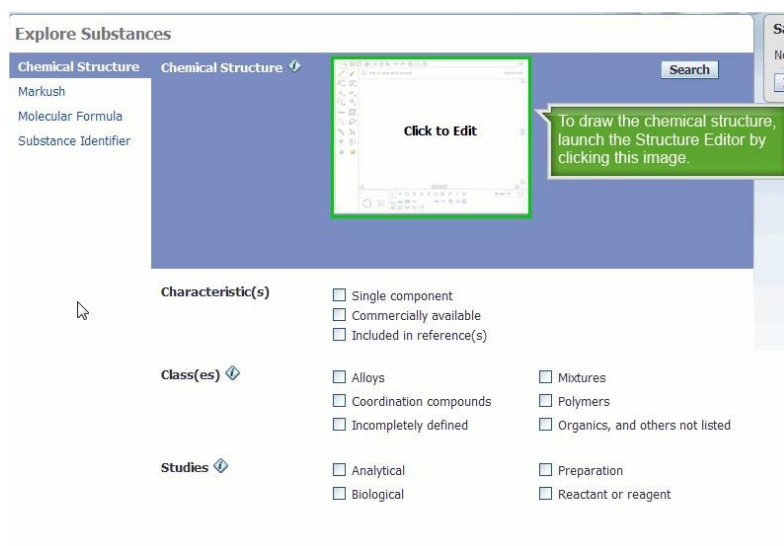 Explore Substances
Chemical Structure
Markush
Molecular Formula
Substance Identifier
Chemical Structure
Click to Edit
Search
To draw the chemical structure,
launch the Structure Editor by
clicking this image.
Characteristic(s)
Single component
Commercially available
Included in reference(s)
Class(es)
Alloys
Mixtures
Coordination compounds
Polymers
Incompletely defined
Organics, and others not listed
Studies
Analytical
Preparation
Biological
Reactant or reagent